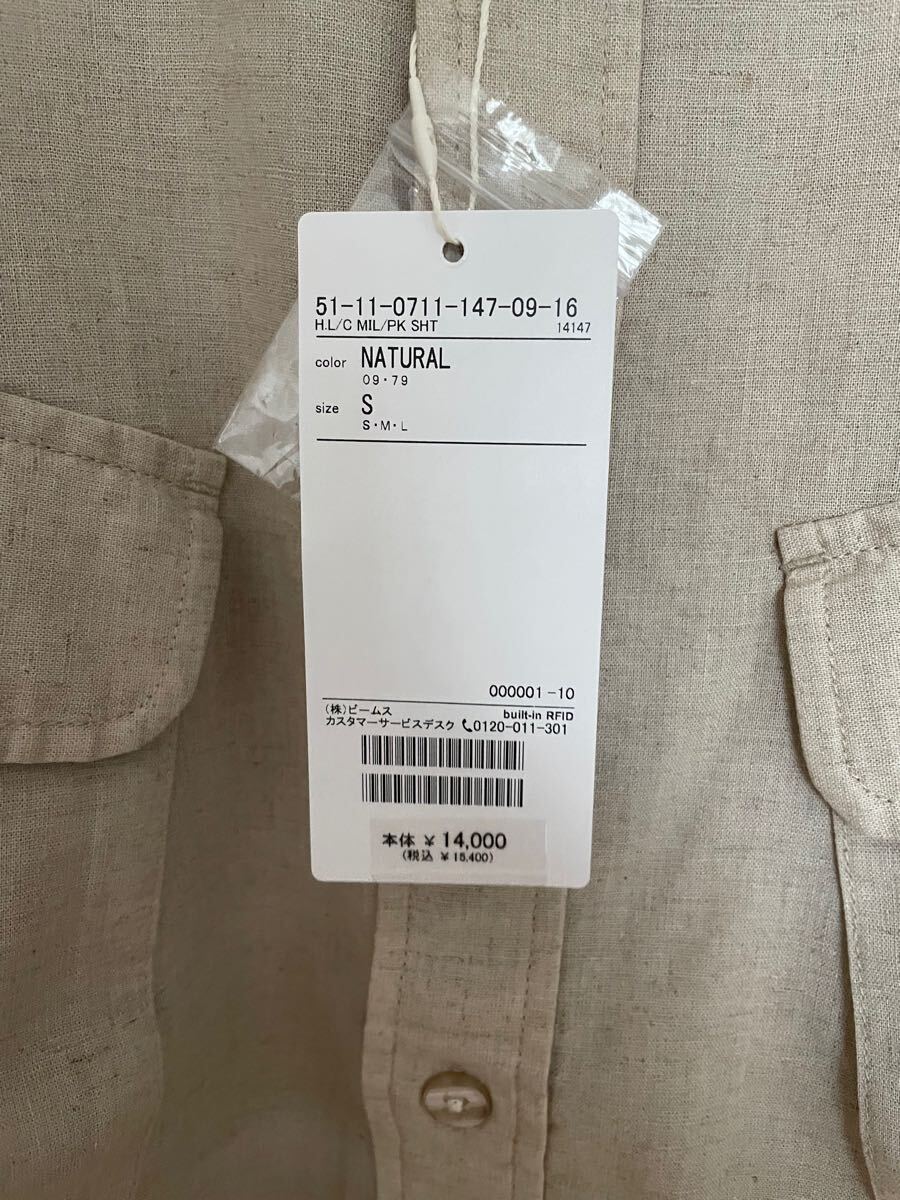 51-11-0711-147-09-16
H.L/C MIL/PK SHT 14147
color NATURAL
09・79
size S
S・M・L
000001-10
(株)ビームス built-in RFID
カスタマーサービスデスク 0120-011-301
本体 ¥ 14,000
(税込 ¥ 15,400)